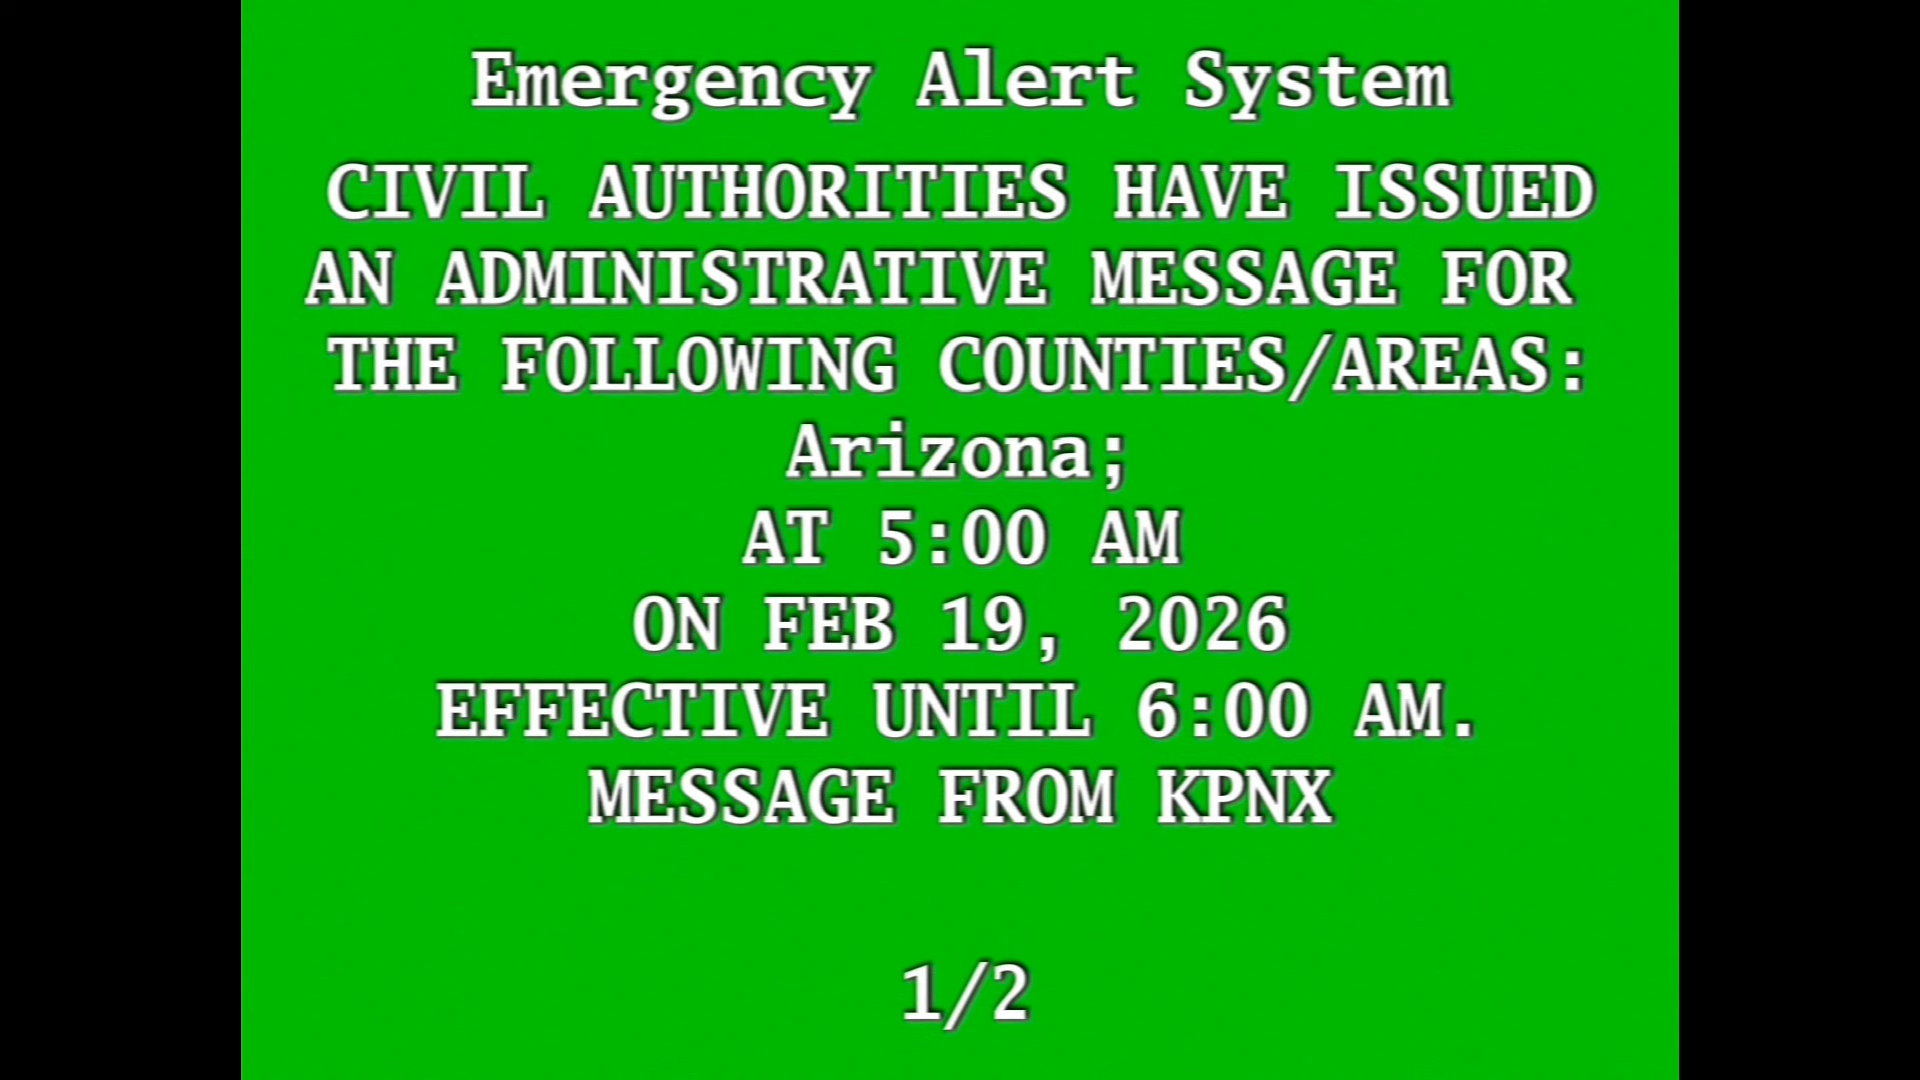 Emergency Alert System
CIVIL AUTHORITIES HAVE ISSUED
AN ADMINISTRATIVE MESSAGE FOR
THE FOLLOWING COUNTIES/AREAS:
Arizona;
AT 5:00 AM
ON FEB 19, 2026
EFFECTIVE UNTIL 6:00 AM.
MESSAGE FROM KPNX
1/2